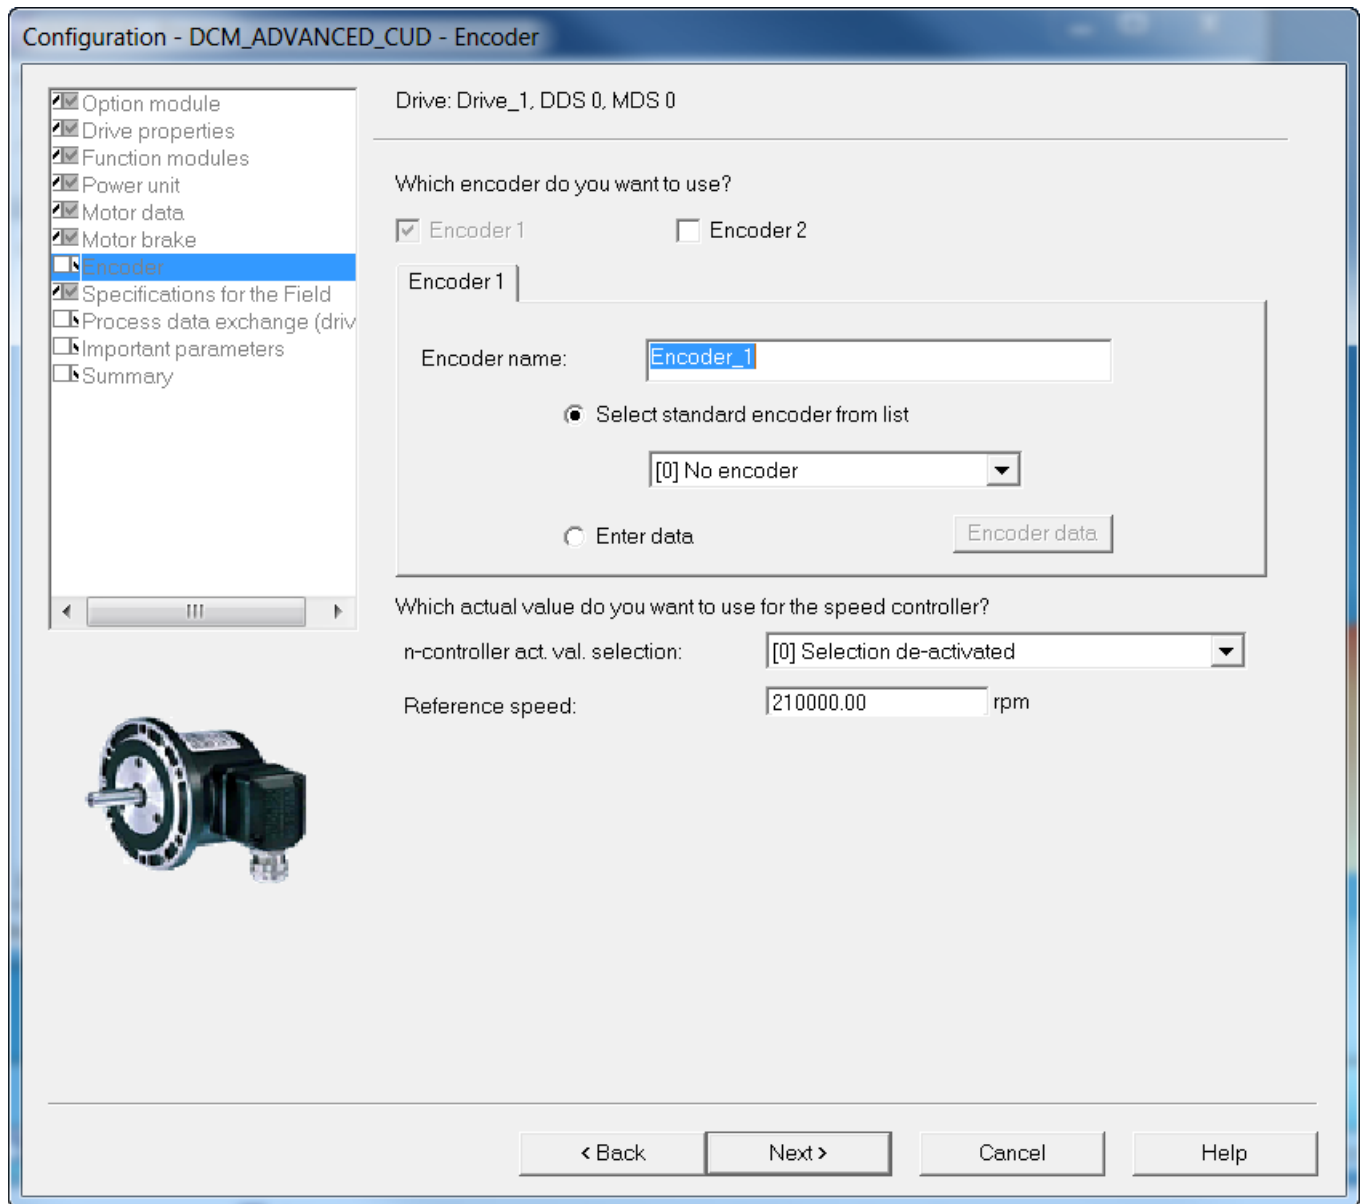 Configuration - DCM_ADVANCED_CUD - Encoder
Option module
Drive properties
Function modules
Power unit
Motor data
Motor brake
Encoder
Specifications for the Field
Process data exchange (driv
Important parameters
Summary
Drive: Drive_1, DDS 0, MDS 0
Which encoder do you want to use?
Encoder 1
Encoder 2
Encoder 1
Encoder name:
Encoder_1
Select standard encoder from list
[0] No encoder
Enter data
Encoder data
Which actual value do you want to use for the speed controller?
n-controller act. val. selection:
[0] Selection de-activated
Reference speed:
210000.00
rpm
< Back
Next >
Cancel
Help